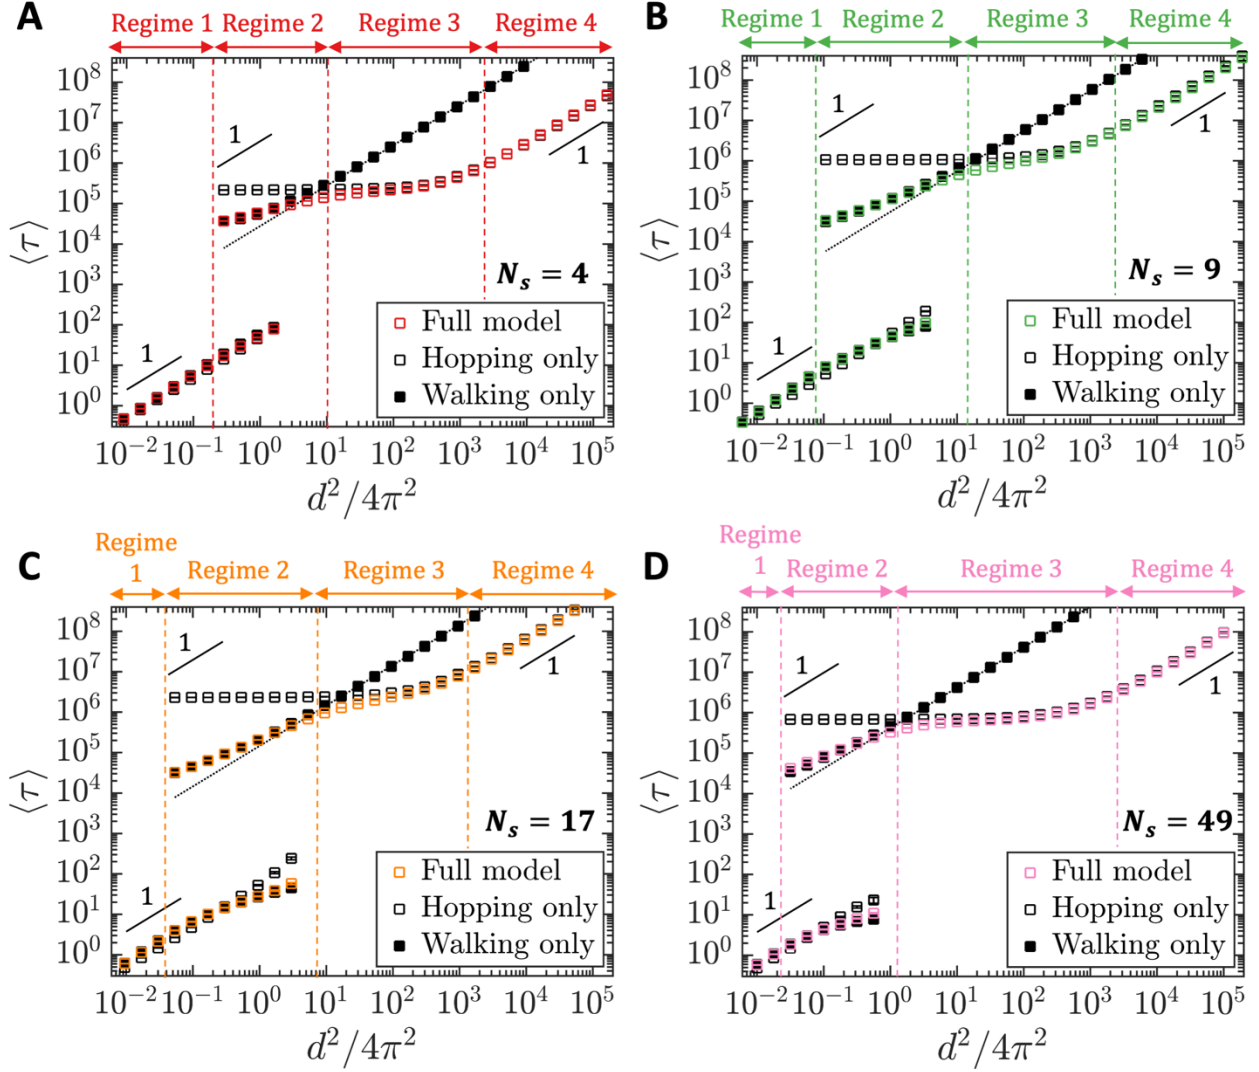 A
Regime 1 Regime 2 Regime 3 Regime 4
10^8
10^7
10^6
10^5
10^4
10^3
10^2
10^1
10^0
⟨τ⟩
1
1
1
N_s = 4
Full model
Hopping only
Walking only
10^-2 10^-1 10^0 10^1 10^2 10^3 10^4 10^5
d^2/4π^2
B
Regime 1 Regime 2 Regime 3 Regime 4
10^8
10^7
10^6
10^5
10^4
10^3
10^2
10^1
10^0
⟨τ⟩
1
1
1
N_s = 9
Full model
Hopping only
Walking only
10^-2 10^-1 10^0 10^1 10^2 10^3 10^4 10^5
d^2/4π^2
C
Regime
1 Regime 2 Regime 3 Regime 4
10^8
10^7
10^6
10^5
10^4
10^3
10^2
10^1
10^0
⟨τ⟩
1
1
1
N_s = 17
Full model
Hopping only
Walking only
10^-2 10^-1 10^0 10^1 10^2 10^3 10^4 10^5
d^2/4π^2
D
Regime
1 Regime 2 Regime 3 Regime 4
10^8
10^7
10^6
10^5
10^4
10^3
10^2
10^1
10^0
⟨τ⟩
1
1
1
N_s = 49
Full model
Hopping only
Walking only
10^-2 10^-1 10^0 10^1 10^2 10^3 10^4 10^5
d^2/4π^2